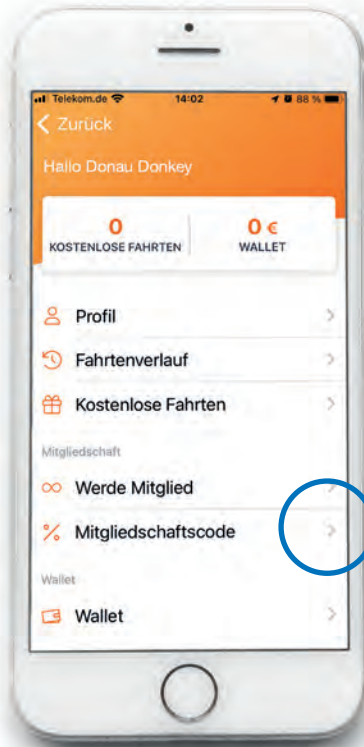 Telekom.de 14:02 88 %
Zurück
Hallo Donau Donkey
0 0 €
KOSTENLOSE FAHRTEN WALLET
Profil
Fahrtenverlauf
Kostenlose Fahrten
Mitgliedschaft
Werde Mitglied
Mitgliedschaftscode
Wallet
Wallet